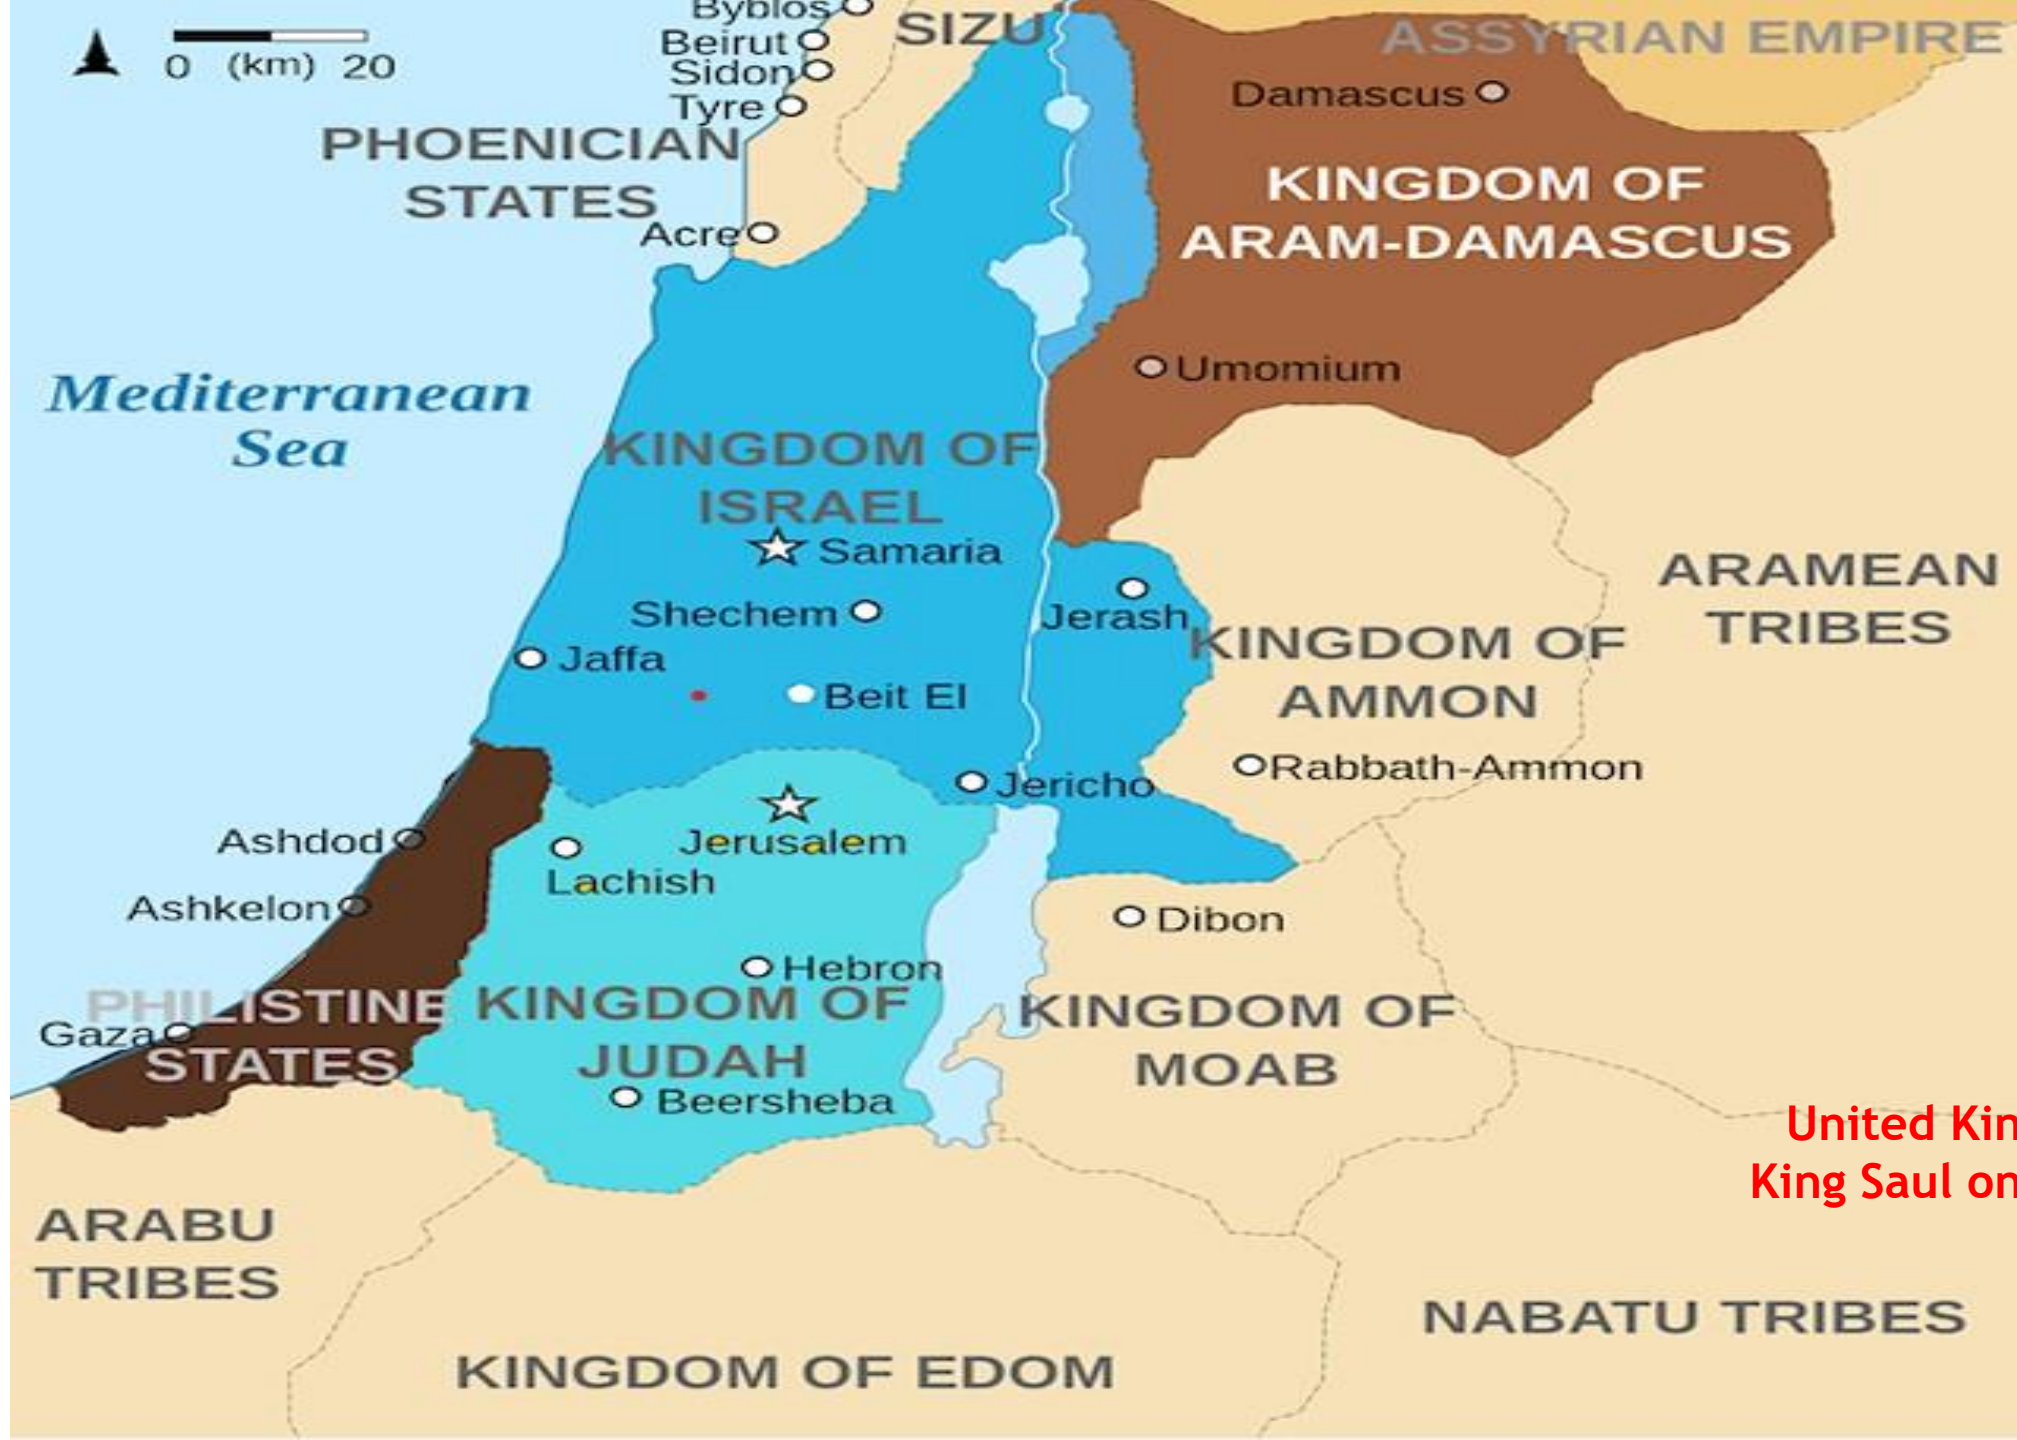 Byblos
Beirut
Sidon
Tyre
0 (km) 20
SIZU
ASSYRIAN EMPIRE
Damascus
PHOENICIAN
STATES
Acre
KINGDOM OF
ARAM-DAMASCUS
Umomium
Mediterranean
Sea
KINGDOM OF
ISRAEL
Samaria
Shechem
Jerash
Jaffa
Beit El
KINGDOM OF
AMMON
ARAMEAN
TRIBES
Rabbath-Ammon
Jericho
Jerusalem
Lachish
Ashdod
Ashkelon
Dibon
Hebron
PHILISTINE
STATES
Gaza
KINGDOM OF
JUDAH
Beersheba
KINGDOM OF
MOAB
United Kin
King Saul on
ARABU
TRIBES
NABATU TRIBES
KINGDOM OF EDOM